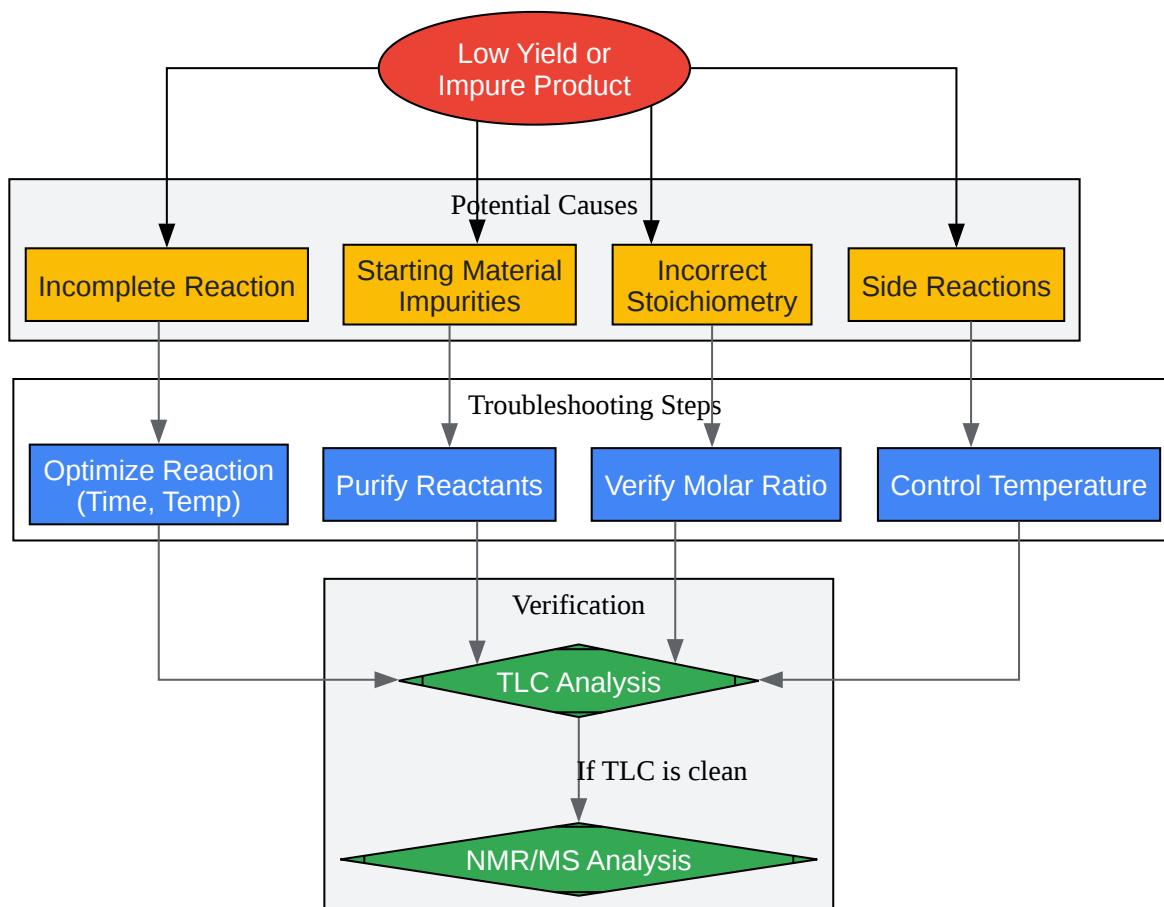 Low Yield or
Impure Product
Potential Causes
Incomplete Reaction
Starting Material
Impurities
Incorrect
Stoichiometry
Side Reactions
Troubleshooting Steps
Optimize Reaction
(Time, Temp)
Purify Reactants
Verify Molar Ratio
Control Temperature
Verification
TLC Analysis
If TLC is clean
NMR/MS Analysis